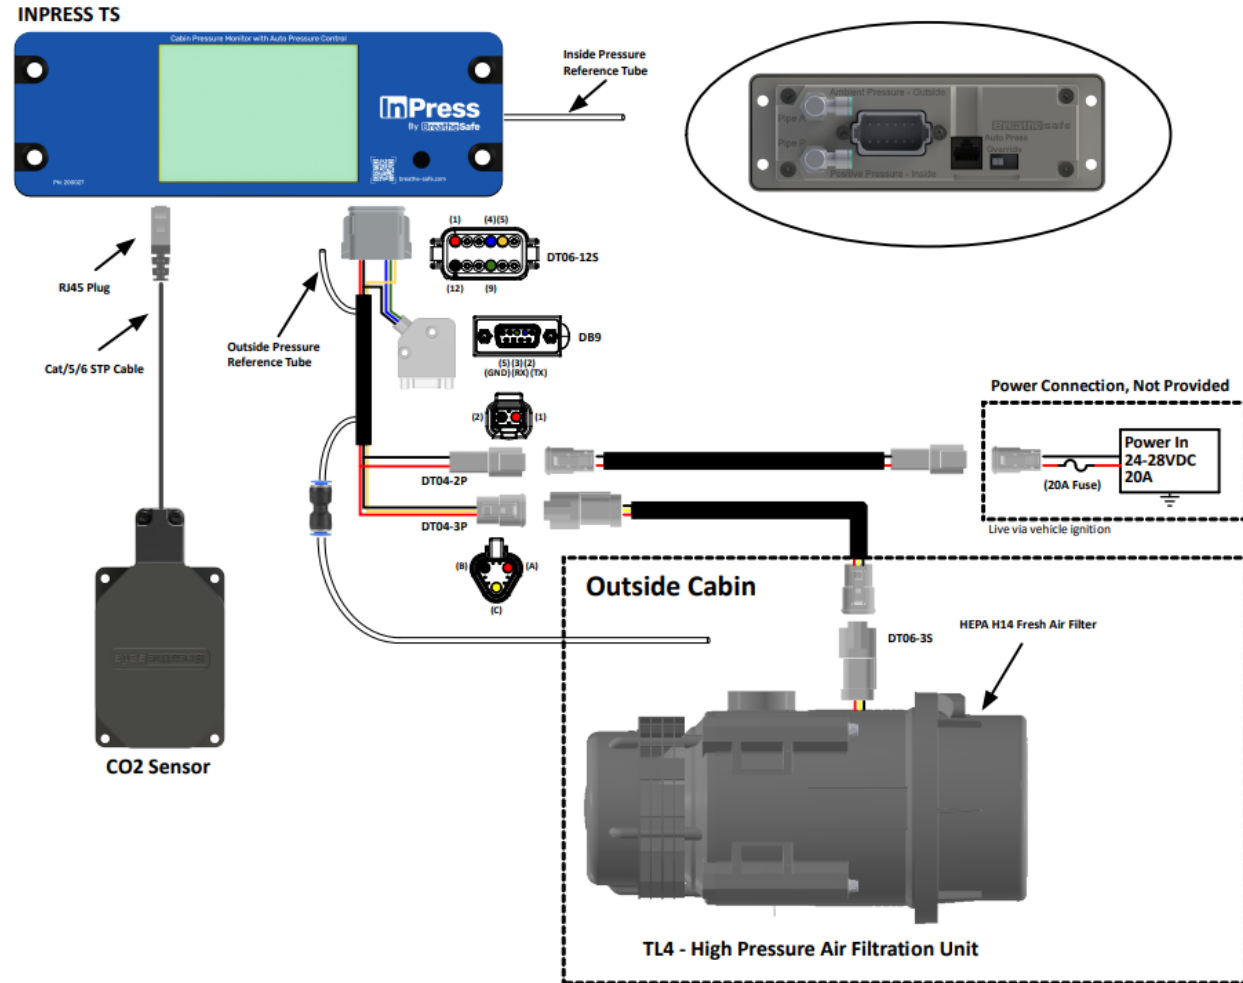 INPRESS TS
Cabin Pressure Monitor with Auto Pressure Control
InPress
By BreatheSafe
PN: 200027
breathe-safe.com
Inside Pressure
Reference Tube
Ambient Pressure - Outside
Pipe A
Pipe P
Positive Pressure - Inside
Breathe safe
Auto Press
Override
RJ45 Plug
Cat/5/6 STP Cable
Outside Pressure
Reference Tube
(1) (4) (5)
DT06-12S
(12) (9)
DB9
(5) (3) (2)
(GND) (RX) (TX)
(2) (1)
DT04-2P
DT04-3P
(B) (A)
(C)
Power Connection, Not Provided
Power In
24-28VDC
20A
(20A Fuse)
Live via vehicle ignition
Outside Cabin
DT06-3S
HEPA H14 Fresh Air Filter
CO2 Sensor
TL4 - High Pressure Air Filtration Unit